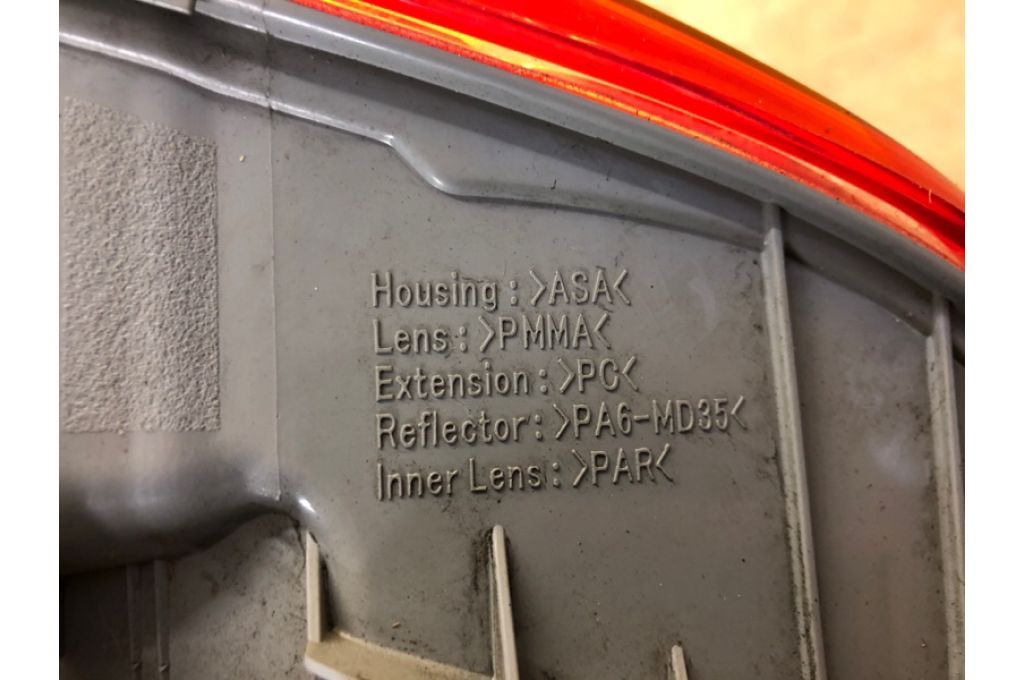 Housing: >ASA<
Lens: >PMMA<
Extension: >PC<
Reflector: >PA6-MD35<
Inner Lens: >PAR<